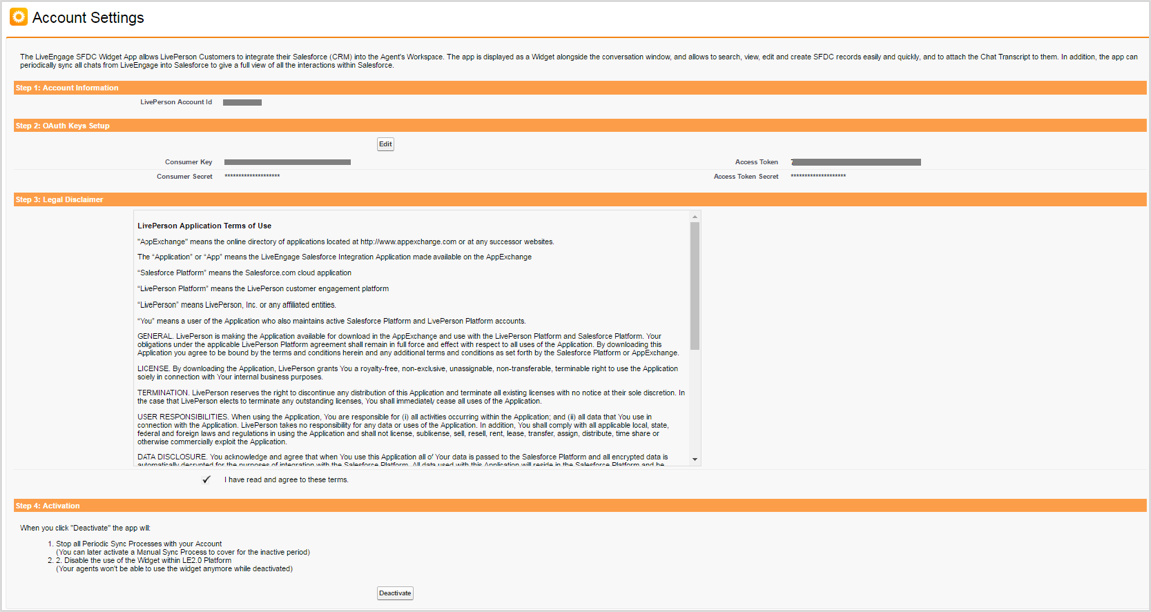 Account Settings
The LiveEngage SFDC Widget App allows LivePerson Customers to integrate their Salesforce (CRM) into the Agent's Workspace. The app is displayed as a Widget alongside the conversation window, and allows to search, view, edit and create SFDC records easily and quickly, and to attach the Chat Transcript to them. In addition, the app can
periodically sync all chats from LiveEngage into Salesforce to give a full view of all the interactions within Salesforce.
Step 1: Account Information
LivePerson Account Id
Step 2: OAuth Keys Setup
Edit
Consumer Key
Access Token
Consumer Secret ********************
Access Token Secret ********************
Step 3: Legal Disclaimer
LivePerson Application Terms of Use
"AppExchange" means the online directory of applications located at http://www.appexchange.com or at any successor websites.
The “Application” or “App” means the LiveEngage Salesforce Integration Application made available on the AppExchange
“Salesforce Platform” means the Salesforce.com cloud application
“LivePerson Platform” means the LivePerson customer engagement platform
“LivePerson” means LivePerson, Inc. or any affiliated entities.
“You” means a user of the Application who also maintains active Salesforce Platform and LivePerson Platform accounts.
GENERAL. LivePerson is making the Application available for download in the AppExchange and use with the LivePerson Platform and Salesforce Platform. Your
obligations under the applicable LivePerson Platform agreement shall remain in full force and effect with respect to all uses of the Application. By downloading this
Application you agree to be bound by the terms and conditions herein and any additional terms and conditions as set forth by the Salesforce Platform or AppExchange.
LICENSE. By downloading the Application, LivePerson grants You a royalty-free, non-exclusive, unassignable, non-transferable, terminable right to use the Application
solely in connection with Your internal business purposes.
TERMINATION. LivePerson reserves the right to discontinue any distribution of this Application and terminate all existing licenses with no notice at their sole discretion. In
the case that LivePerson elects to terminate any outstanding licenses, You shall immediately cease all uses of the Application.
USER RESPONSIBILITIES. When using the Application, You are responsible for (i) all activities occurring within the Application; and (ii) all data that You use in
connection with the Application. LivePerson takes no responsibility for any data or uses of the Application. In addition, You shall comply with all applicable local, state,
federal and foreign laws and regulations in using the Application and shall not license, sublicense, sell, resell, rent, lease, transfer, assign, distribute, time share or
otherwise commercially exploit the Application.
DATA DISCLOSURE. You acknowledge and agree that when You use this Application all of Your data is passed to the Salesforce Platform and all encrypted data is
automatically decrypted for the purposes of integration with the Salesforce Platform. All data used with this Application will reside in the Salesforce Platform and be
I have read and agree to these terms.
Step 4: Activation
When you click "Deactivate" the app will:
1. Stop all Periodic Sync Processes with your Account
(You can later activate a Manual Sync Process to cover for the inactive period)
2. 2. Disable the use of the Widget within LE2.0 Platform
(Your agents won't be able to use the widget anymore while deactivated)
Deactivate